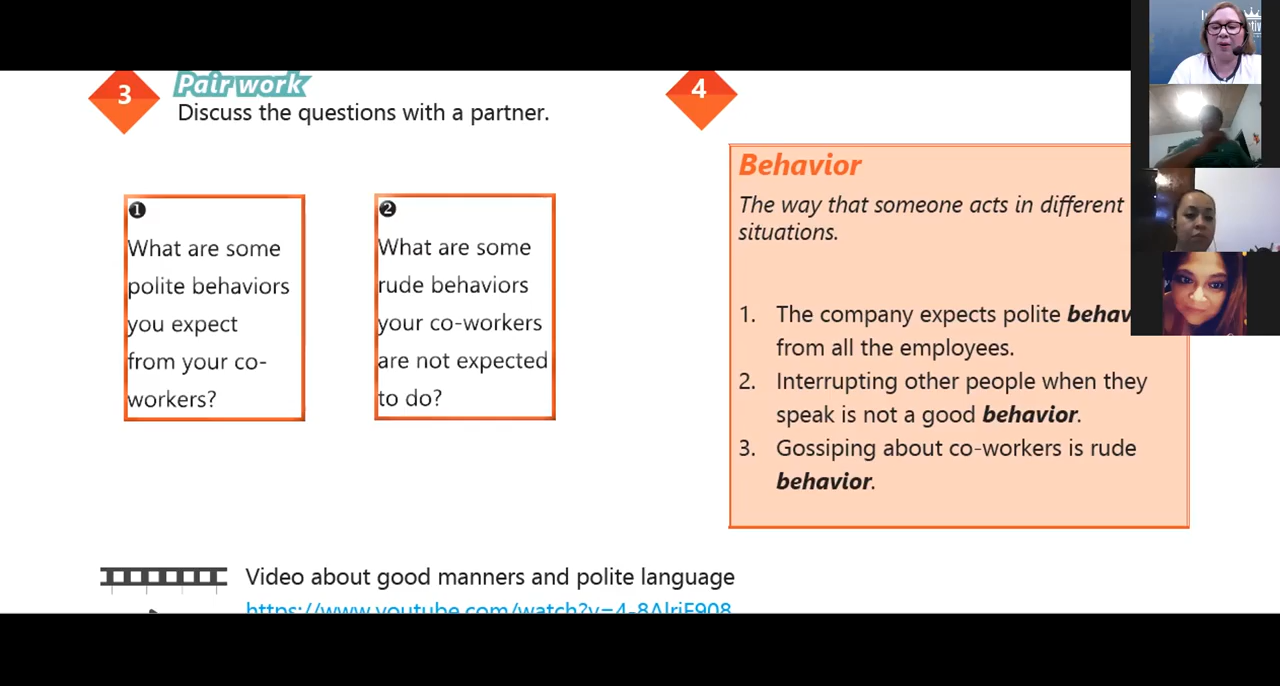 3
Pair work
Discuss the questions with a partner.
❶
What are some
polite behaviors
you expect
from your co-
workers?
❷
What are some
rude behaviors
your co-workers
are not expected
to do?
4
Behavior
The way that someone acts in different
situations.
1. The company expects polite behav
from all the employees.
2. Interrupting other people when they
speak is not a good behavior.
3. Gossiping about co-workers is rude
behavior.
Video about good manners and polite language